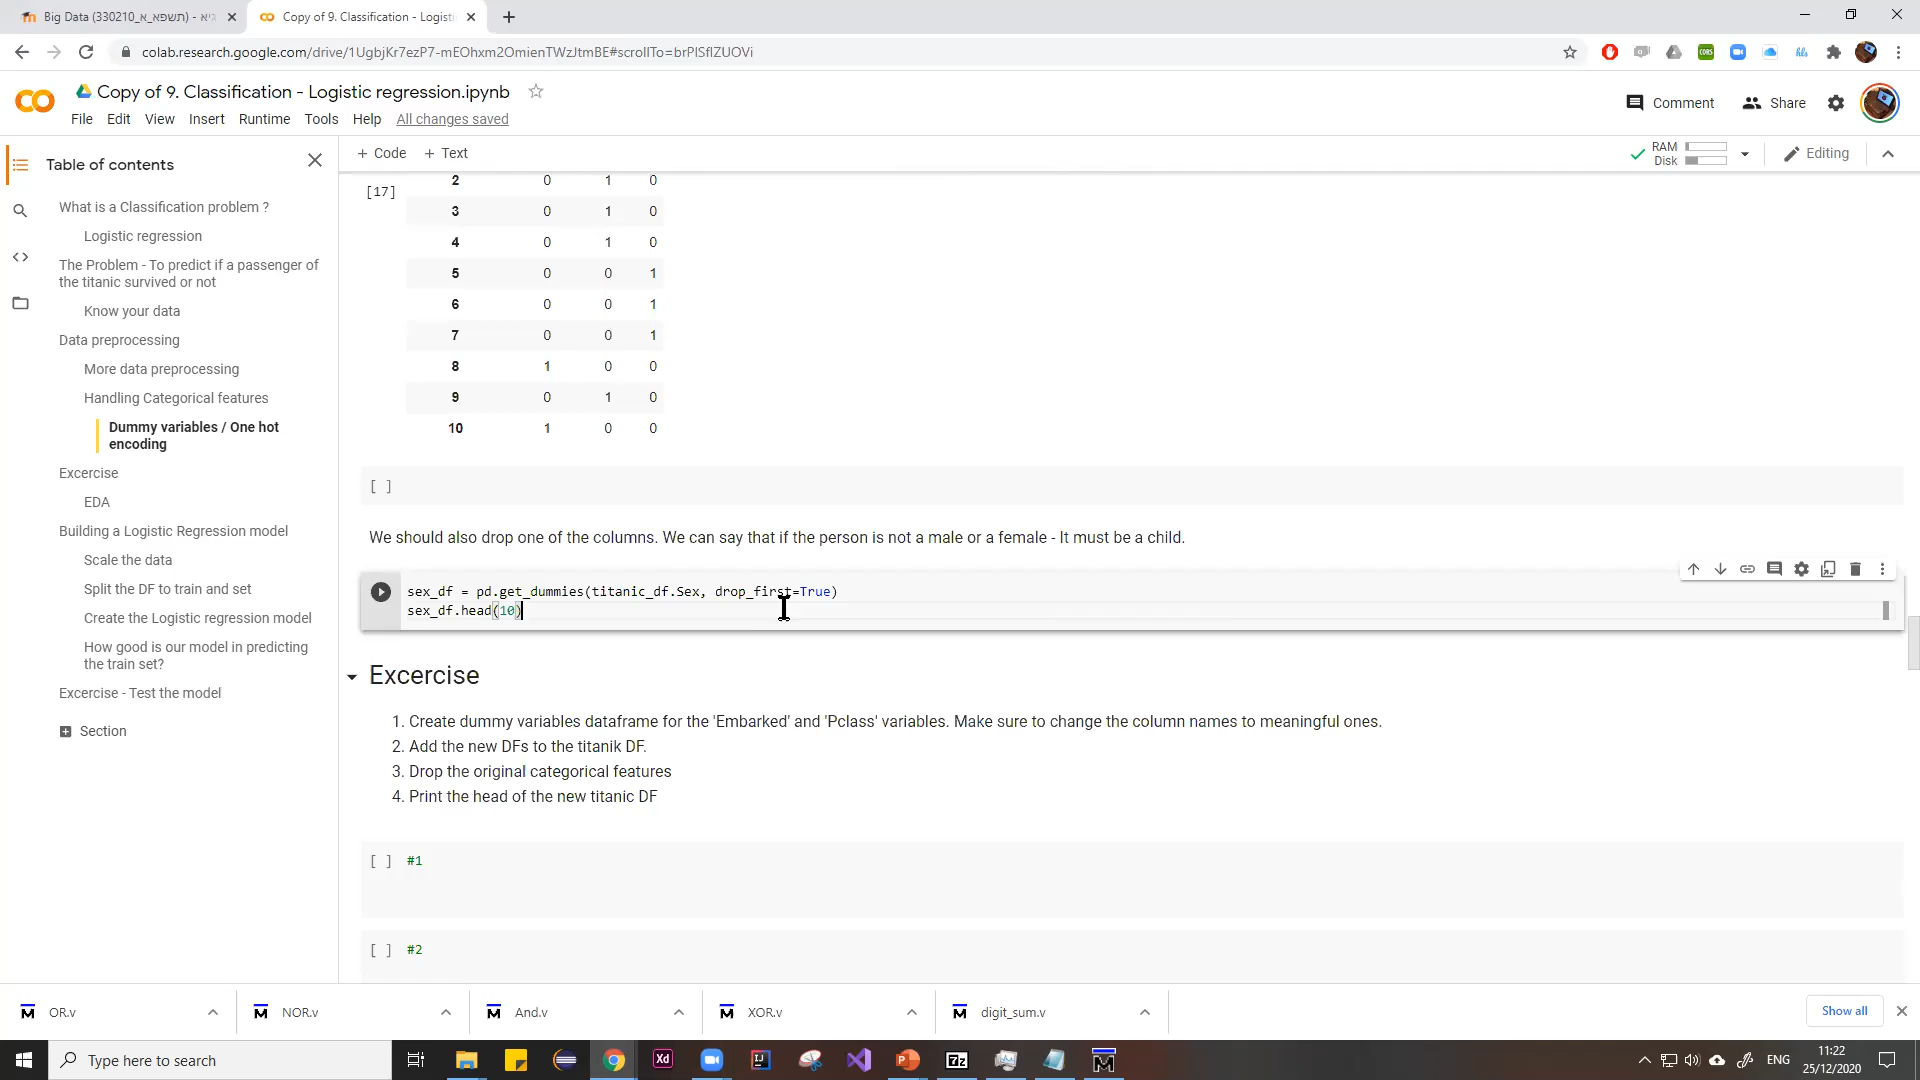 Big Data (330210_תשפא_א) - גיא
Copy of 9. Classification - Logisti
colab.research.google.com/drive/1UgbjKr7ezP7-mEOhxm2OmienTWzJtmBE#scrollTo=brPlSflZUOVi
Copy of 9. Classification - Logistic regression.ipynb
Comment
Share
File Edit View Insert Runtime Tools Help All changes saved
Table of contents
What is a Classification problem ?
Logistic regression
The Problem - To predict if a passenger of
the titanic survived or not
Know your data
Data preprocessing
More data preprocessing
Handling Categorical features
Dummy variables / One hot
encoding
Excercise
EDA
Building a Logistic Regression model
Scale the data
Split the DF to train and set
Create the Logistic regression model
How good is our model in predicting
the train set?
Excercise - Test the model
Section
+ Code + Text
RAM
Disk
Editing
[17]
2 0 1 0
3 0 1 0
4 0 1 0
5 0 0 1
6 0 0 1
7 0 0 1
8 1 0 0
9 0 1 0
10 1 0 0
[ ]
We should also drop one of the columns. We can say that if the person is not a male or a female - It must be a child.
sex_df = pd.get_dummies(titanic_df.Sex, drop_first=True)
sex_df.head(10)
Excercise
1. Create dummy variables dataframe for the 'Embarked' and 'Pclass' variables. Make sure to change the column names to meaningful ones.
2. Add the new DFs to the titanik DF.
3. Drop the original categorical features
4. Print the head of the new titanic DF
[ ] #1
[ ] #2
OR.v
NOR.v
And.v
XOR.v
digit_sum.v
Show all
Type here to search
ENG
11:22
25/12/2020